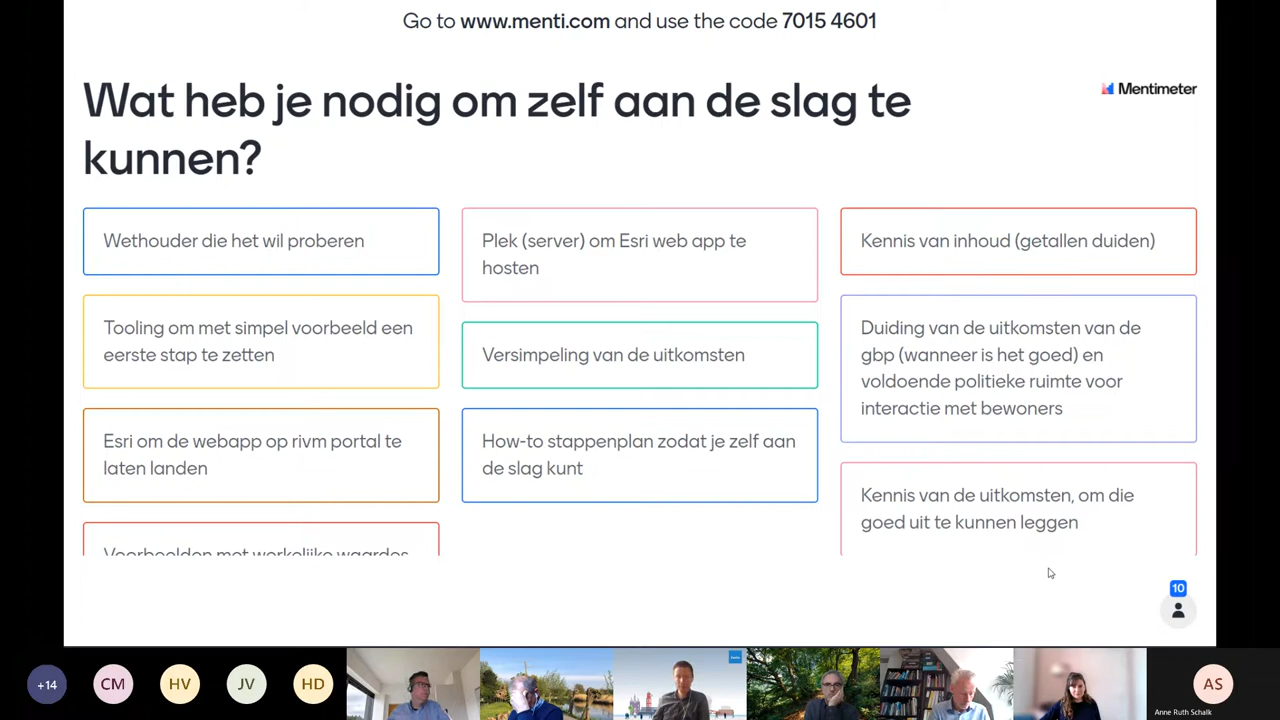 Go to www.menti.com and use the code 7015 4601
Wat heb je nodig om zelf aan de slag te
kunnen?
Mentimeter
Wethouder die het wil proberen
Tooling om met simpel voorbeeld een
eerste stap te zetten
Esri om de webapp op rivm portal te
laten landen
Voorbeelden met werkelijke waardes
Plek (server) om Esri web app te
hosten
Versimpeling van de uitkomsten
How-to stappenplan zodat je zelf aan
de slag kunt
Kennis van inhoud (getallen duiden)
Duiding van de uitkomsten van de
gbp (wanneer is het goed) en
voldoende politieke ruimte voor
interactie met bewoners
Kennis van de uitkomsten, om die
goed uit te kunnen leggen
10
+14
CM
HV
JV
HD
AS
Anne Ruth Schalk